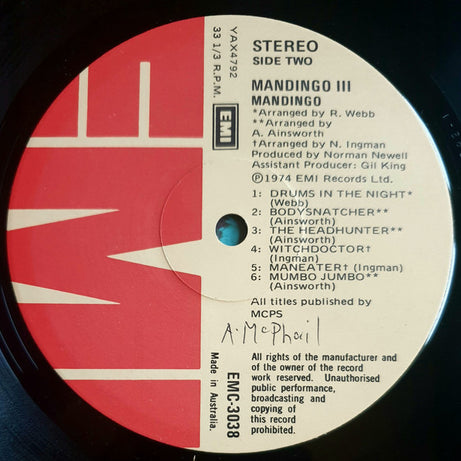 EMI
YAX4792
33 1/3 R.P.M.
EMI
STEREO
SIDE TWO
MANDINGO III
MANDINGO
*Arranged by R. Webb
**Arranged by
A. Ainsworth
†Arranged by N. Ingman
Produced by Norman Newell
Assistant Producer: Gil King
Ⓟ1974 EMI Records Ltd.
1: DRUMS IN THE NIGHT*
(Webb)
2: BODYSNATCHER**
(Ainsworth)
3: THE HEADHUNTER**
(Ainsworth)
4: WITCHDOCTOR†
(Ingman)
5: MANEATER† (Ingman)
6: MUMBO JUMBO**
(Ainsworth)
All titles published by
MCPS
A. McPhail
EMC-3038
Made in Australia.
All rights of the manufacturer and
of the owner of the record
work reserved. Unauthorised
public performance,
broadcasting and
copying of
this record
prohibited.